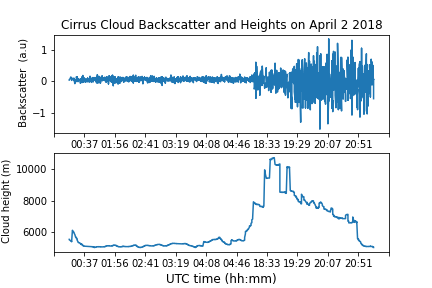 Cirrus Cloud Backscatter and Heights on April 2 2018
Backscatter (a.u)
1
0
−1
00:37 01:56 02:41 03:19 04:08 04:46 18:33 19:29 20:07 20:51
Cloud height (m)
10000
8000
6000
00:37 01:56 02:41 03:19 04:08 04:46 18:33 19:29 20:07 20:51
UTC time (hh:mm)